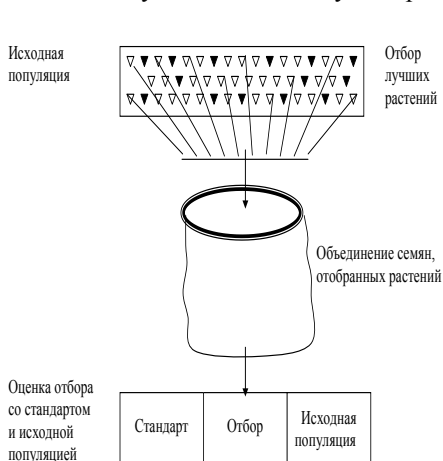 Исходная
популяция
Отбор
лучших
растений
Объединение семян,
отобранных растений
Оценка отбора
со стандартом
и исходной
популяцией
Стандарт
Отбор
Исходная
популяция